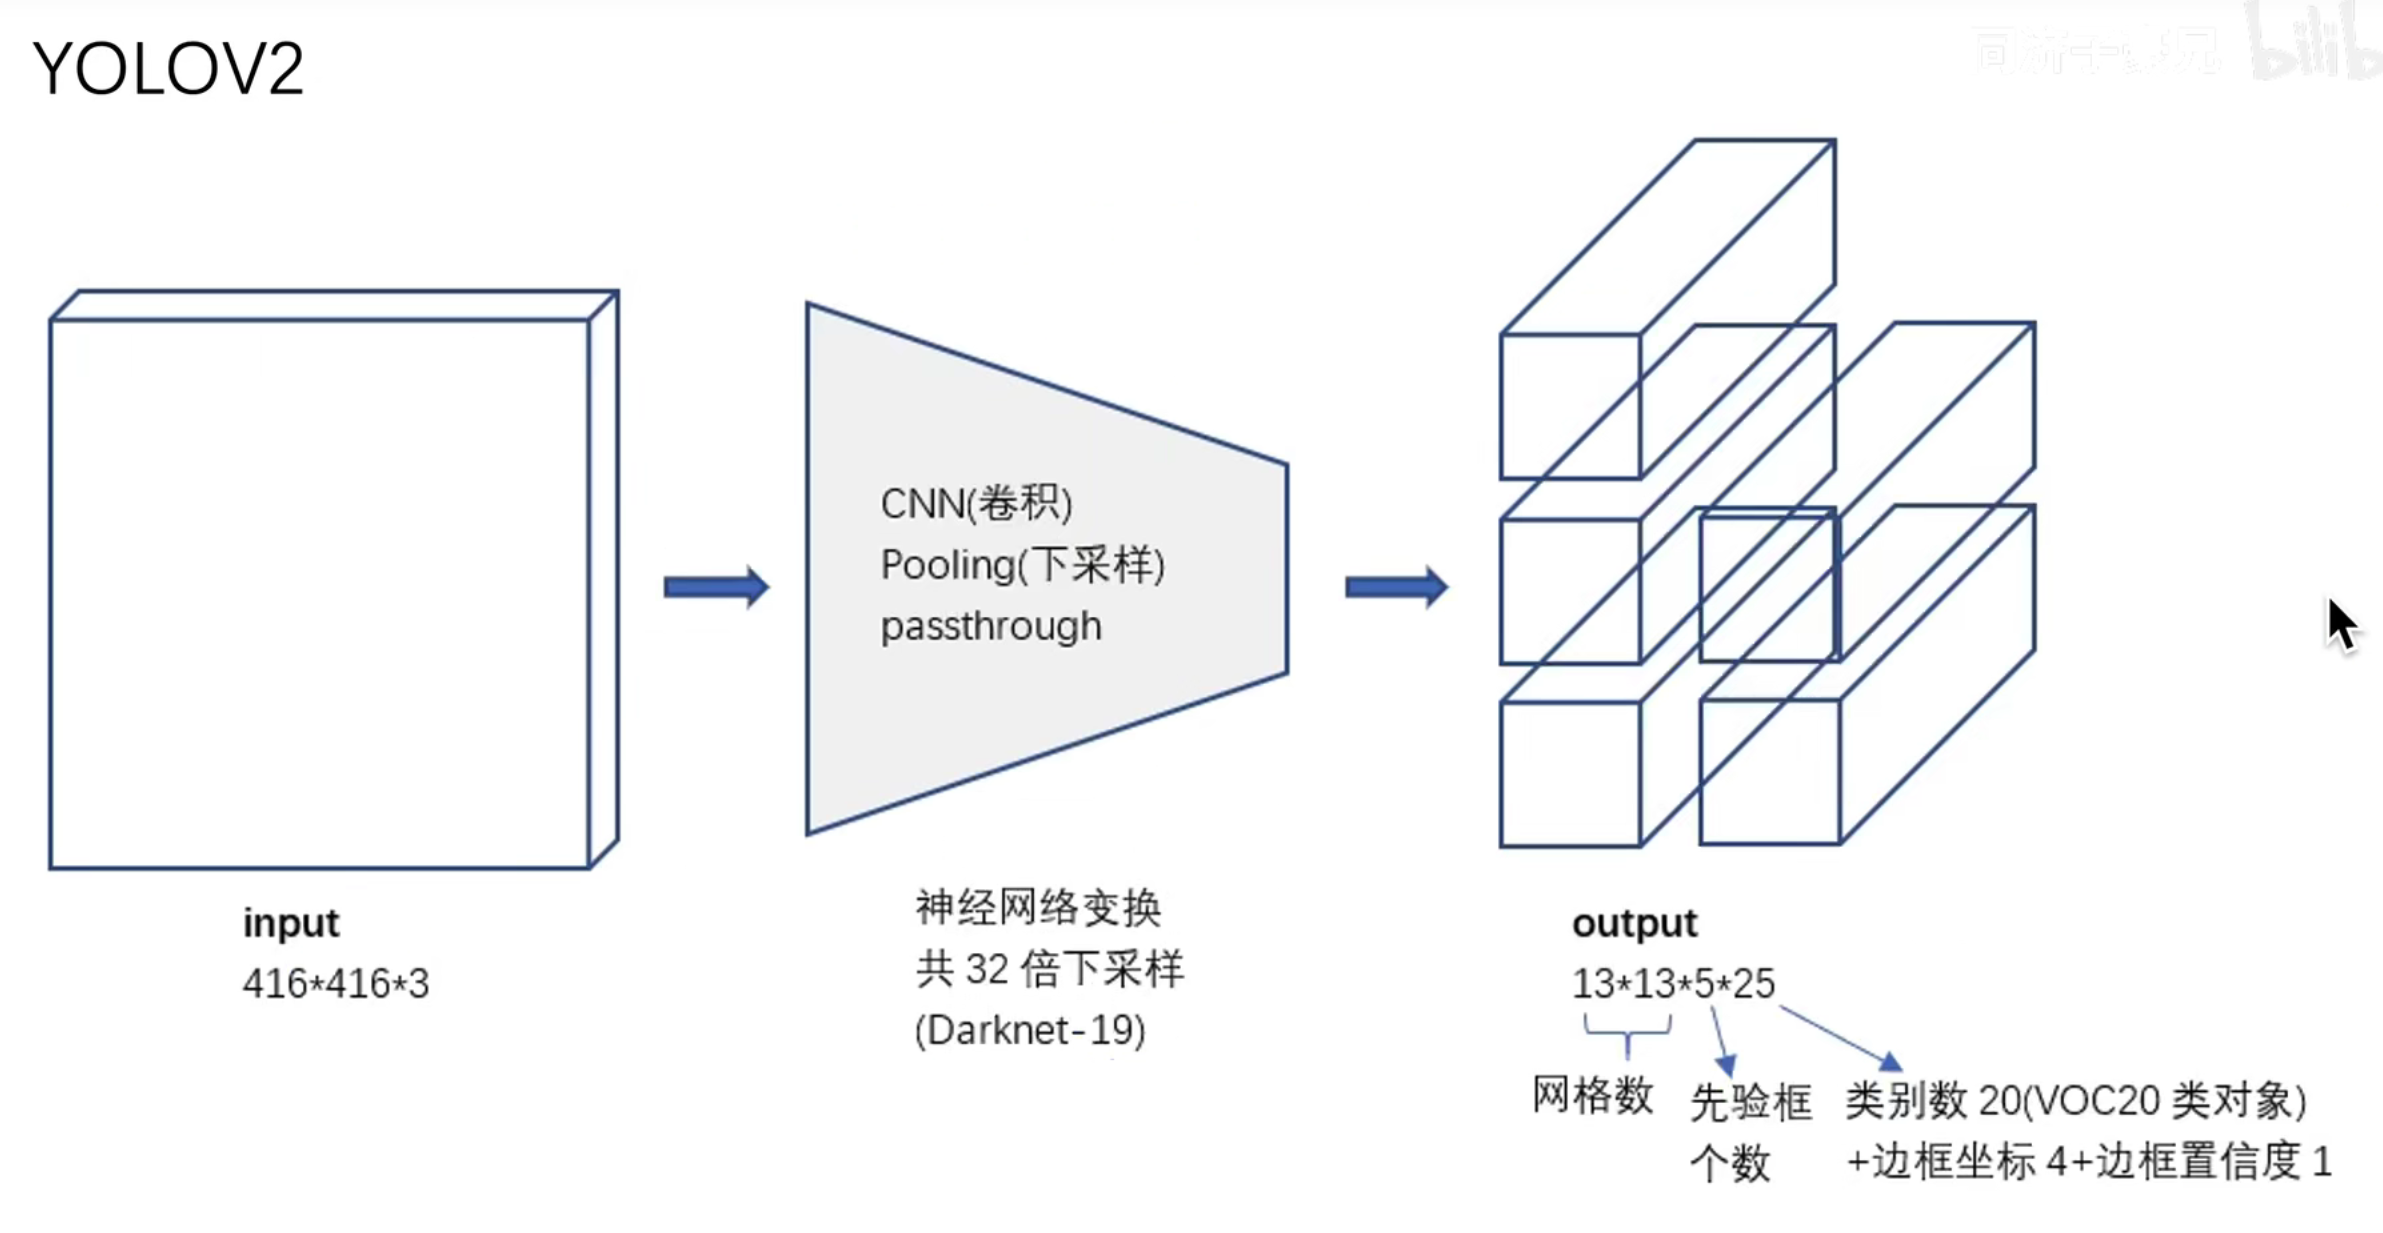 YOLOV2
CNN(卷积)
Pooling(下采样)
passthrough
input
416*416*3
神经网络变换
共 32 倍下采样
(Darknet-19)
output
13*13*5*25
网格数
先验框
个数
类别数 20(VOC20 类对象)
+边框坐标 4+边框置信度 1